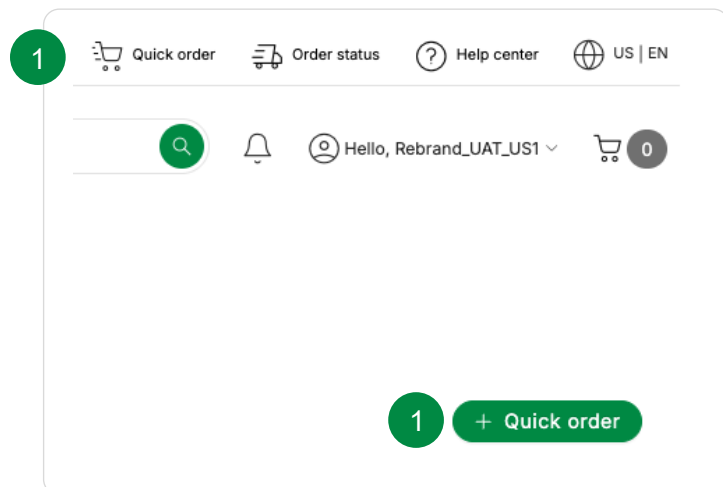 1 Quick order Order status ? Help center US | EN
Hello, Rebrand_UAT_US1 0
1 + Quick order